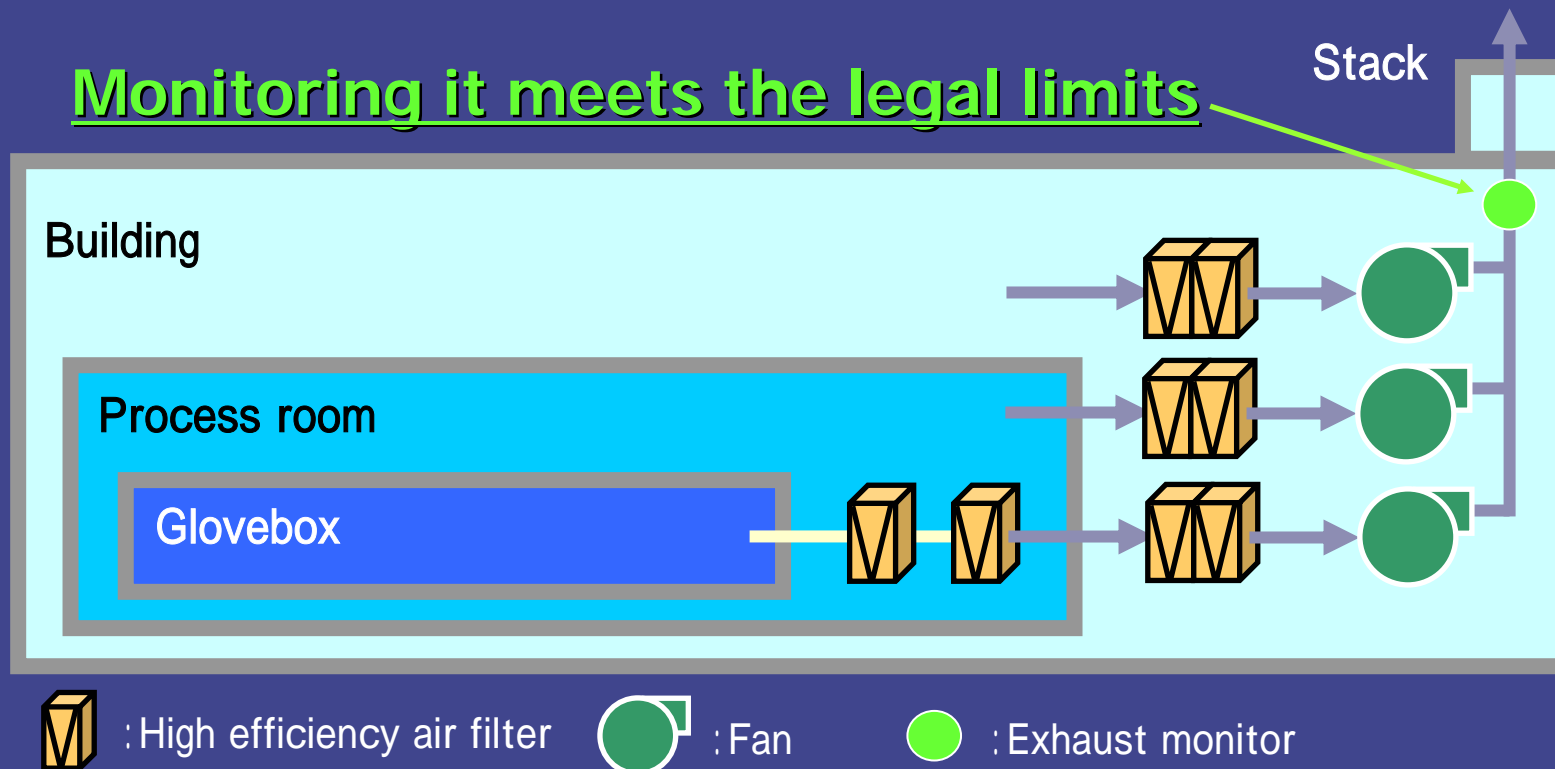 Stack
Monitoring it meets the legal limits
Building
Process room
Glovebox
:High efficiency air filter
:Fan
:Exhaust monitor